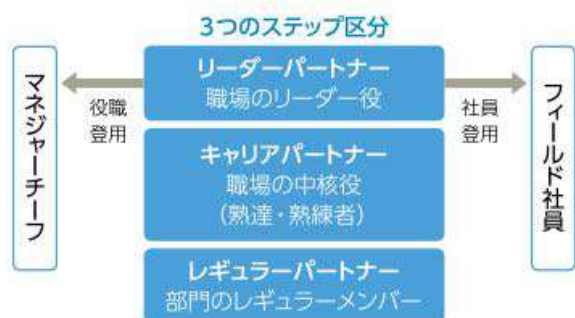 3つのステップ区分
マネジャーチーフ
役職
登用
リーダーパートナー
職場のリーダー役
キャリアパートナー
職場の中核役
(熟達・熟練者)
レギュラーパートナー
部門のレギュラーメンバー
社員
登用
フィールド社員